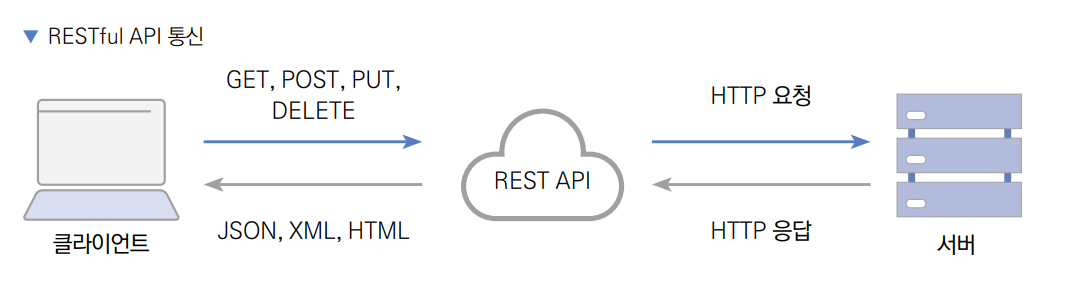 ▼ RESTful API 통신
GET, POST, PUT,
DELETE
HTTP 요청
REST API
JSON, XML, HTML
HTTP 응답
클라이언트
서버